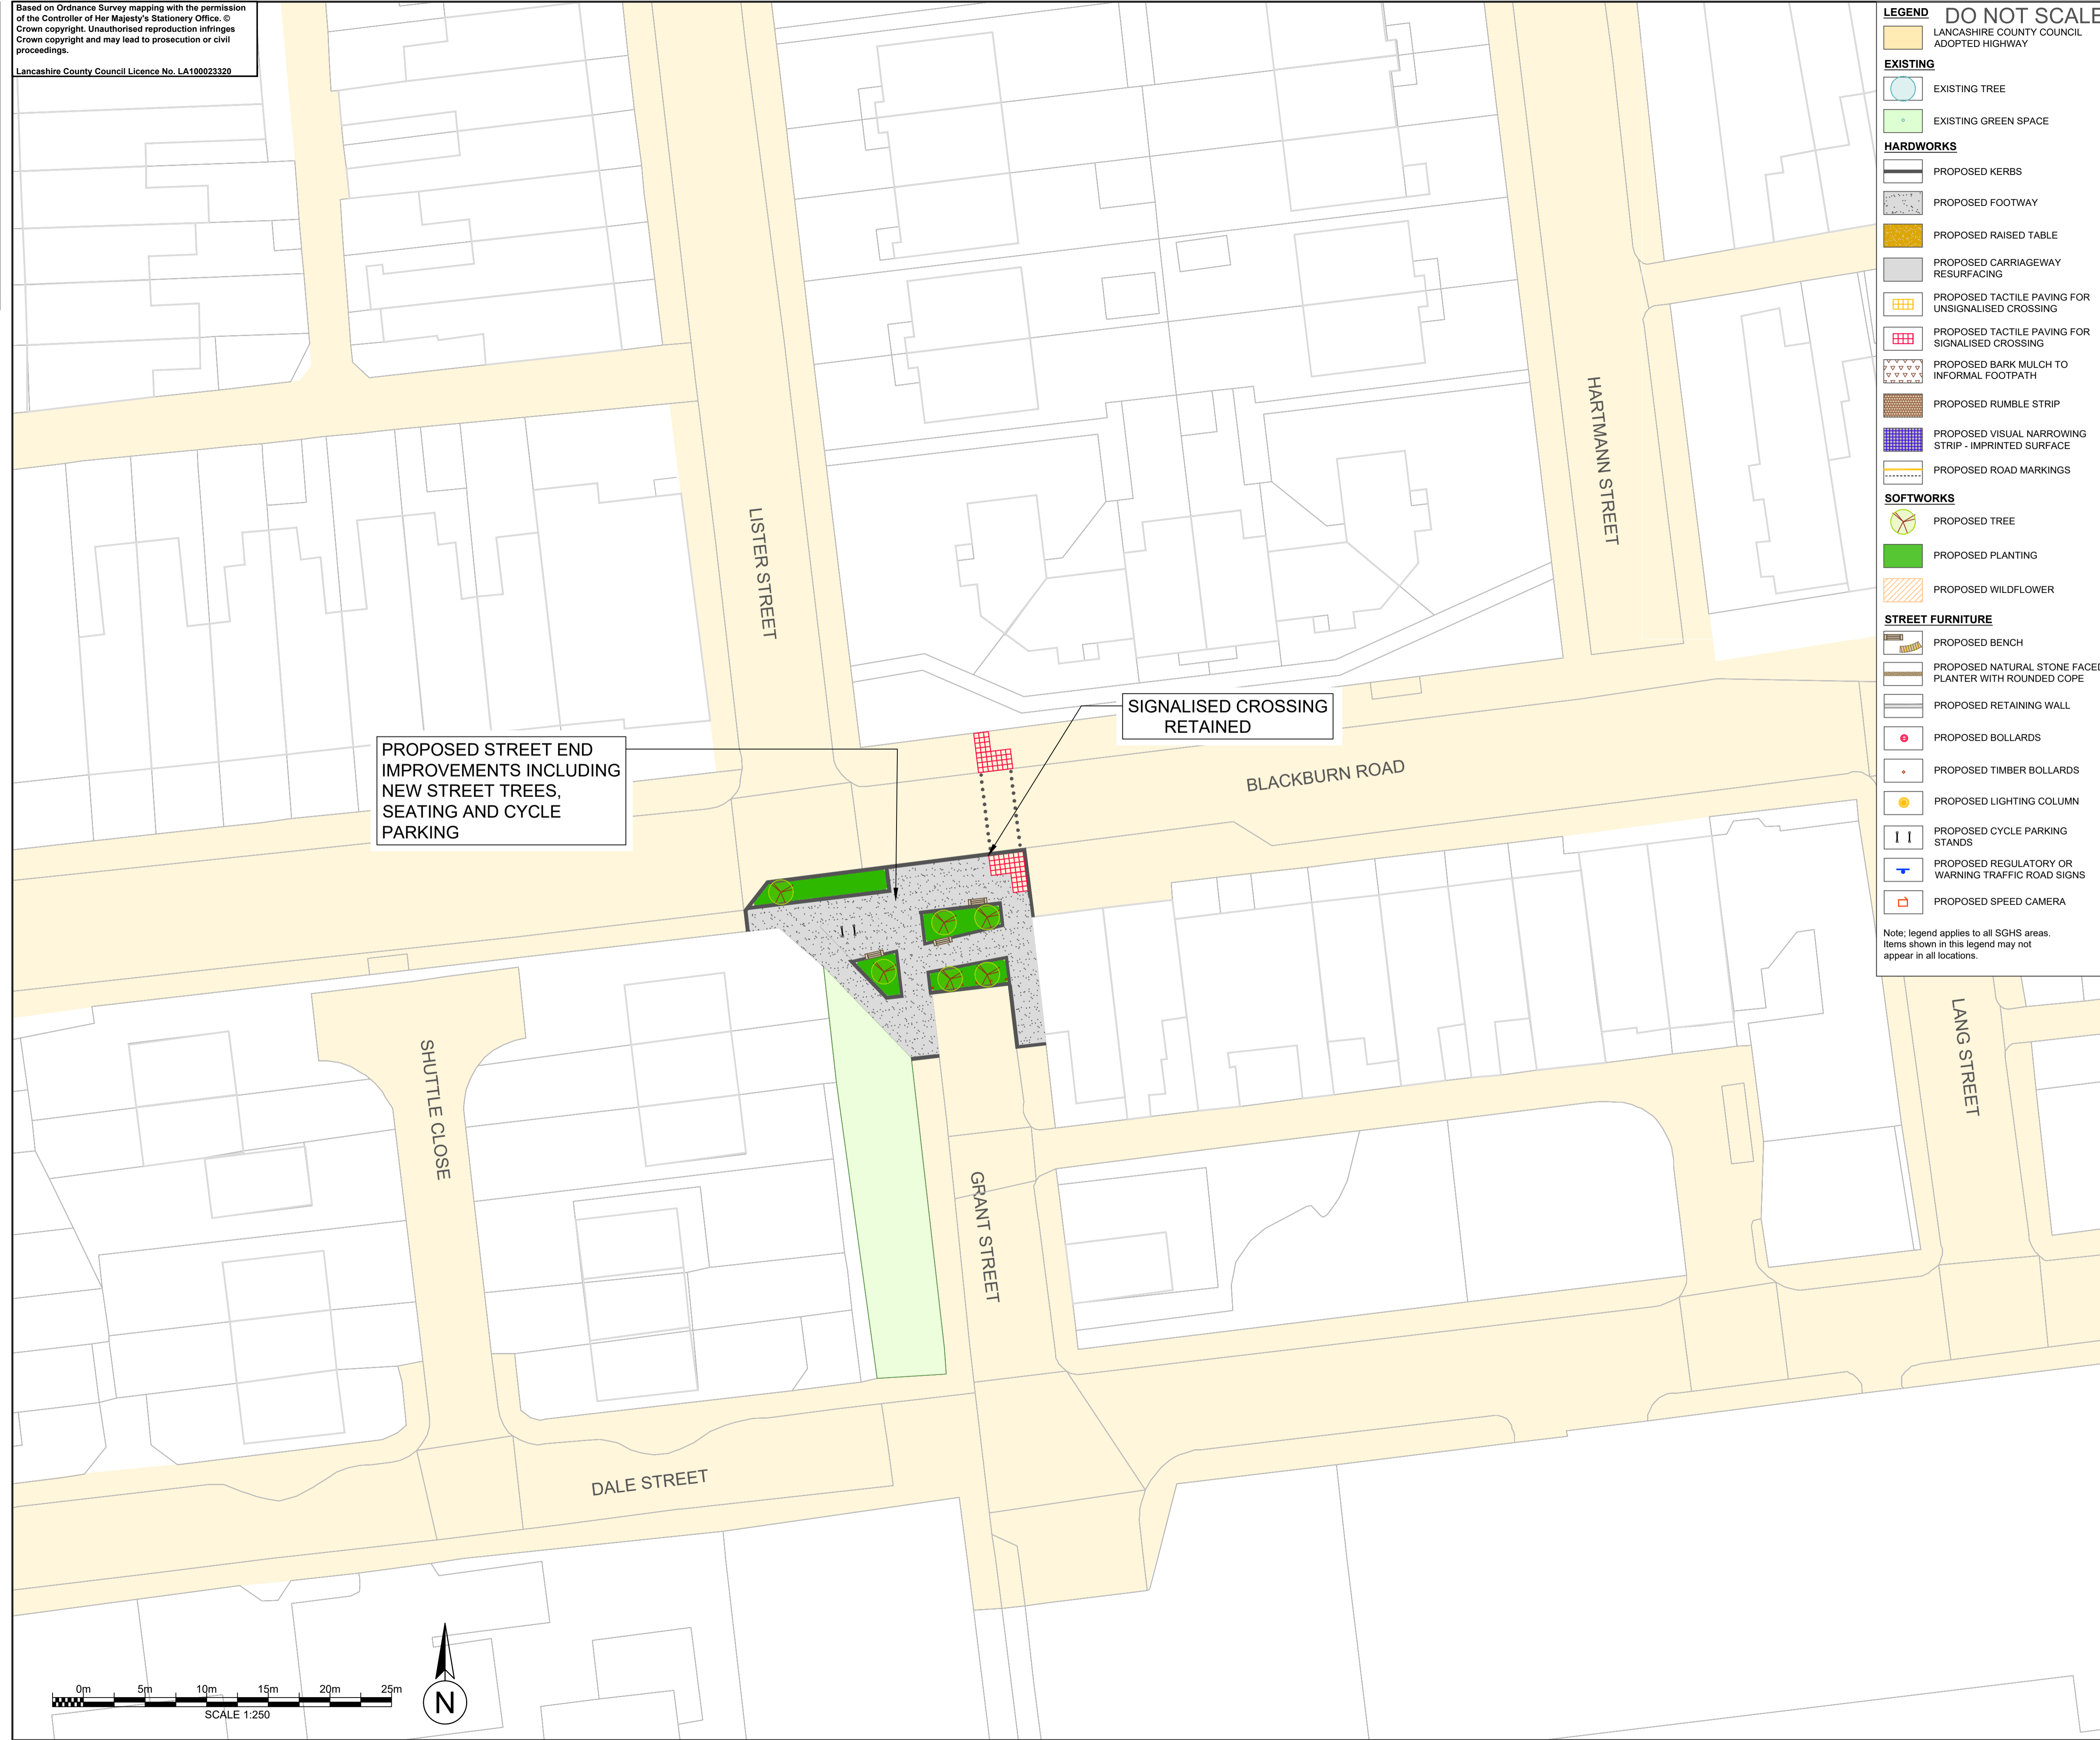 Based on Ordnance Survey mapping with the permission
of the Controller of Her Majesty's Stationery Office. ©
Crown copyright. Unauthorised reproduction infringes
Crown copyright and may lead to prosecution or civil
proceedings.
Lancashire County Council Licence No. LA100023320
LISTER STREET
HARTMANN STREET
SIGNALISED CROSSING
RETAINED
PROPOSED STREET END
IMPROVEMENTS INCLUDING
NEW STREET TREES,
SEATING AND CYCLE
PARKING
BLACKBURN ROAD
SHUTTLE CLOSE
GRANT STREET
LANG STREET
DALE STREET
0m 5m 10m 15m 20m 25m
SCALE 1:250
N
LEGEND DO NOT SCALE
LANCASHIRE COUNTY COUNCIL
ADOPTED HIGHWAY
EXISTING
EXISTING TREE
EXISTING GREEN SPACE
HARDWORKS
PROPOSED KERBS
PROPOSED FOOTWAY
PROPOSED RAISED TABLE
PROPOSED CARRIAGEWAY
RESURFACING
PROPOSED TACTILE PAVING FOR
UNSIGNALISED CROSSING
PROPOSED TACTILE PAVING FOR
SIGNALISED CROSSING
PROPOSED BARK MULCH TO
INFORMAL FOOTPATH
PROPOSED RUMBLE STRIP
PROPOSED VISUAL NARROWING
STRIP - IMPRINTED SURFACE
PROPOSED ROAD MARKINGS
SOFTWORKS
PROPOSED TREE
PROPOSED PLANTING
PROPOSED WILDFLOWER
STREET FURNITURE
PROPOSED BENCH
PROPOSED NATURAL STONE FACED
PLANTER WITH ROUNDED COPE
PROPOSED RETAINING WALL
PROPOSED BOLLARDS
PROPOSED TIMBER BOLLARDS
PROPOSED LIGHTING COLUMN
PROPOSED CYCLE PARKING
STANDS
PROPOSED REGULATORY OR
WARNING TRAFFIC ROAD SIGNS
PROPOSED SPEED CAMERA
Note; legend applies to all SGHS areas.
Items shown in this legend may not
appear in all locations.